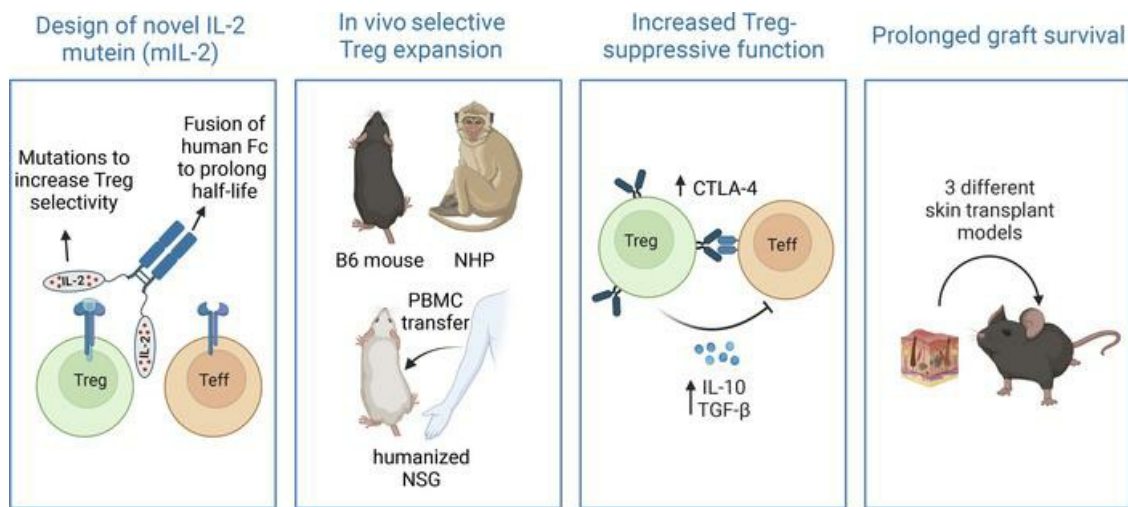 Design of novel IL-2
mutein (mIL-2)
Mutations to
increase Treg
selectivity
Fusion of
human Fc
to prolong
half-life
IL-2
IL-2
Treg
Teff
In vivo selective
Treg expansion
B6 mouse
NHP
PBMC
transfer
humanized
NSG
Increased Treg-
suppressive function
CTLA-4
Treg
Teff
IL-10
TGF-β
Prolonged graft survival
3 different
skin transplant
models